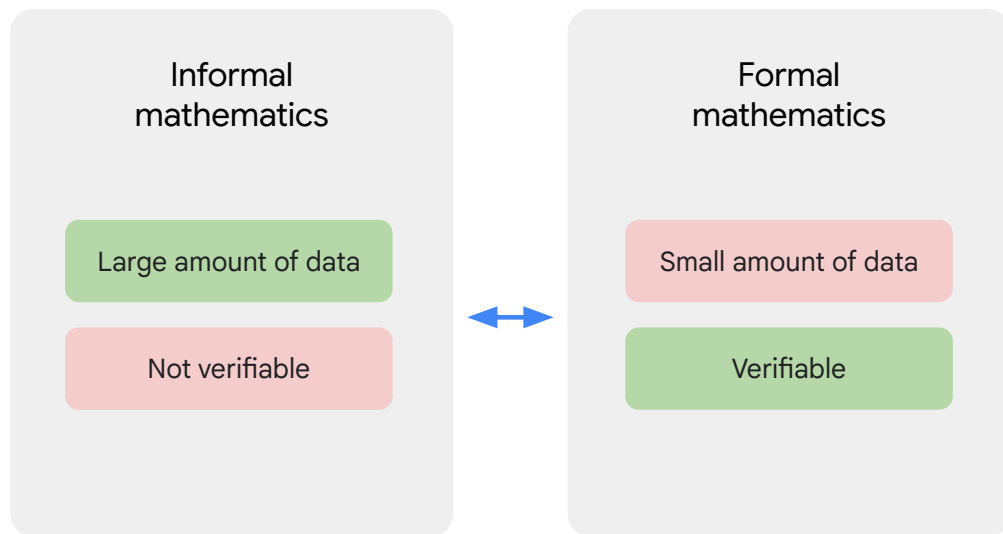 Informal
mathematics
Large amount of data
Not verifiable
Formal
mathematics
Small amount of data
Verifiable